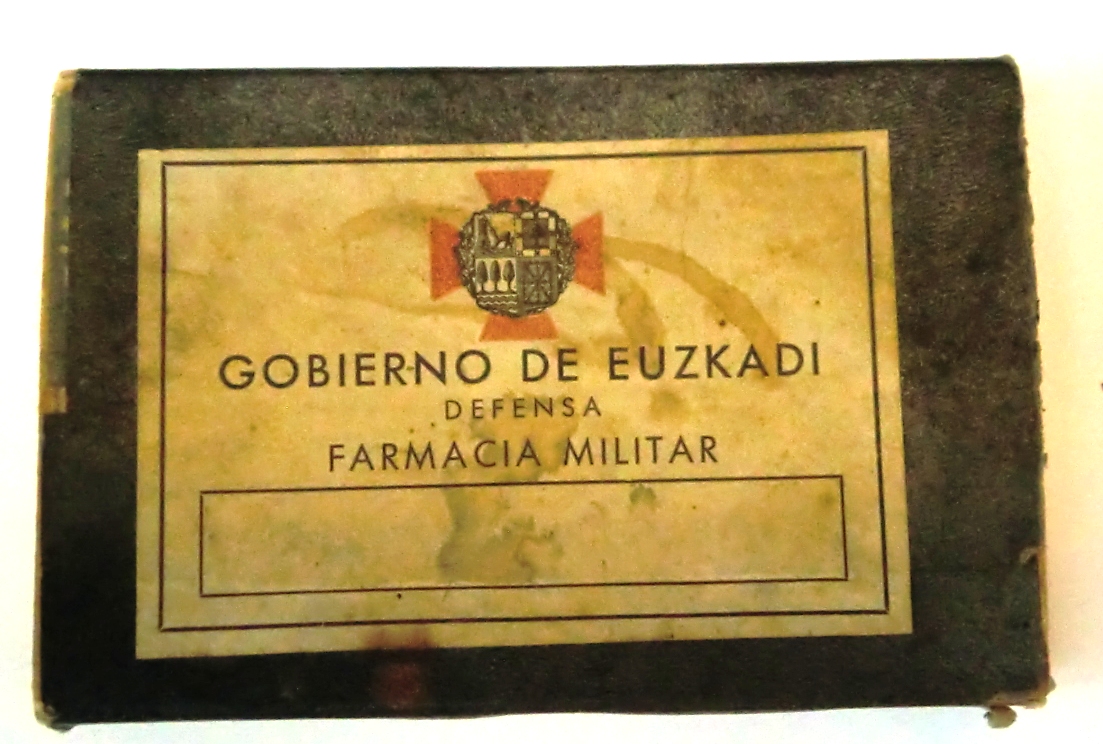 GOBIERNO DE EUZKADI
DEFENSA
FARMACIA MILITAR